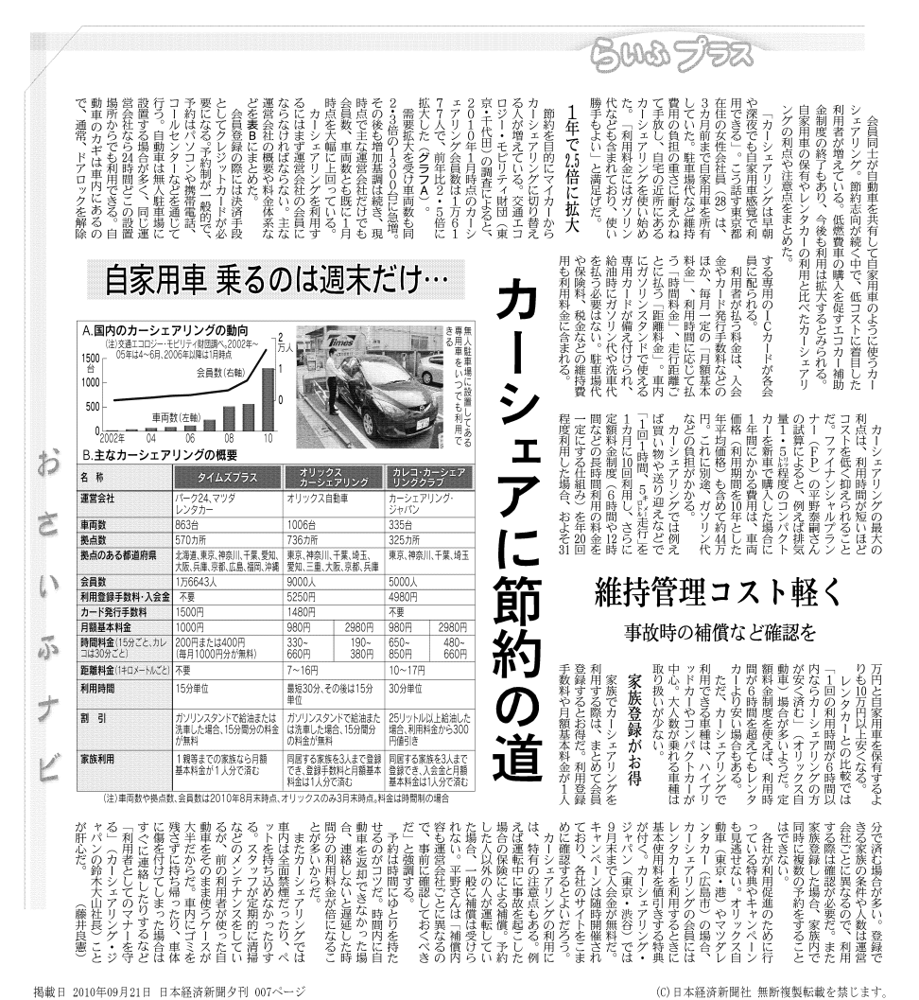 らいふプラス
おさいふナビ
自家用車 乗るのは週末だけ…
カーシェアに節約の道
維持管理コスト軽く
事故時の補償など確認を
会員同士が自動車を共有して自家用車のように使うカー
シェアリング。節約志向が続く中で、低コストに着目した
利用者が増えている。低燃費車の購入を促すエコカー補助
金制度の終了もあり、今後も利用は拡大するとみられる。
自家用車の保有やレンタカーの利用と比べたカーシェアリ
ングの利点や注意点をまとめた。
「カーシェアリングは早朝
や深夜でも自家用車感覚で利
用できる」。こう話す東京都
在住の女性会員（28）は、
3カ月前まで自家用車を所有
していた。駐車場代など維持
費用の負担の重さに耐えかね
て手放し、自宅の近所にある
カーシェアリングを使い始め
た。「利用料金にはガソリン
代なども含まれており、使い
勝手もよい」と満足げだ。
1年で2.5倍に拡大
節約を目的にマイカーから
カーシェアリングに切り替え
る人が増えている。交通エコ
ロジー・モビリティ財団（東
京・千代田）の調査によると、
2010年1月時点のカーシ
ェアリング会員数は1万61
77人で、前年比2・5倍に
拡大した（グラフA）。
需要拡大を受け車両数も同
2・3倍の1300台に急増。
その後も増加基調は続き、現
時点で主な運営会社だけでも
会員数、車両数とも既に1月
時点を大幅に上回っている。
カーシェアリングを利用す
るにはまず運営会社の会員に
ならなければならない。主な
運営会社の概要や料金体系な
どを表Bにまとめた。
会員登録の際には決済手段
としてクレジットカードが必
要になる。予約制が一般的で、
予約はパソコンや携帯電話、
コールセンターなどを通じて
行う。自動車は無人駐車場に
設置する場合が多く、同じ運
営会社なら24時間どこの設置
場所からでも利用できる。自
動車のカギは車内にあるの
で、通常、ドアロックを解除
する専用のICカードが各会
員に配られる。
利用者が払う料金は、入会
金やカード発行手数料などの
ほか、毎月一定の「月額基本
料金」、利用時間に応じて払
う「時間料金」、走行距離ご
とに払う「距離料金」。車内
にガソリンスタンドで使える
専用カードが備え付けられ、
給油時にガソリン代や洗車代
を払う必要はない。駐車場代
や保険料、税金などの維持費
用も利用料金に含まれる。
カーシェアリングの最大の
利点は、利用時間が短いほど
コストを低く抑えられること
だ。ファイナンシャルプラン
ナー（FP）の平野泰嗣さん
の試算によると、例えば排気
量1・5㍑程度のコンパクト
カーを新車で購入した場合に
1年間にかかる費用は、車両
価格（利用期間を10年とした
年平均価格）も含めて約44万
円。これに別途、ガソリン代
などの負担がかかる。
カーシェアリングでは例え
ば買い物や送り迎えなどで
「1回1時間、5㌔㍍走行」を
1カ月に10回利用し、さらに
定額料金制度（6時間や12時
間などの長時間利用の料金を
一定にする仕組み）を年20回
程度利用した場合、およそ31
万円と自家用車を保有するよ
りも10万円以上安くなる。
レンタカーとの比較では
「1回の利用時間が6時間以
内ならカーシェアリングの方
が安く済む」（オリックス自
動車）場合が多いようだ。定
額料金制度を使えば、利用時
間が6時間を超えてもレンタ
カーより安い場合もある。
ただ、カーシェアリングで
利用できる車種は、ハイブリ
ッドカーやコンパクトカーが
中心。大人数が乗れる車種は
取り扱いが少ない。
家族登録がお得
家族でカーシェアリングを
利用する際は、まとめて会員
登録するとお得だ。利用登録
手数料や月額基本料金が1人
分で済む場合が多い。登録で
きる家族の条件や人数は運営
会社ごとに異なるので、利用
する際は確認が必要だ。また
家族登録した場合、家族内で
同時に複数の予約をすること
はできない。
各社が利用促進のために行
っている特典やキャンペーン
も見逃せない。オリックス自
動車（東京・港）やマツダレ
ンタカー（広島市）の場合、
カーシェアリングの会員には
レンタカーを利用するときに
基本使用料を値引きする特典
が付く。カーシェアリング・
ジャパン（東京・渋谷）では
9月末まで入会金が無料だ。
キャンペーンは随時開催され
ており、各社のサイトをこま
めに確認するとよいだろう。
カーシェアリングの利用に
は、特有の注意点もある。例
えば運転中に事故を起こした
場合の保険による補償。予約
した人以外の人が運転してい
た場合、一般に補償は受けら
れない。平野さんは「補償内
容も運営会社ごとに異なるの
で、事前に確認しておくべき
だ」と強調する。
予約は時間にゆとりを持た
せるのがコツだ。時間内に自
動車を返却できなかった場
合、連絡しないと遅延した時
間分の利用料金が倍になるこ
とが多いからだ。
またカーシェアリングでは
車内は全面禁煙だったり、ペ
ットを持ち込めなかったりす
る。スタッフが定期的に清掃
などのメンテナンスをしてい
るが、前の利用者が使った自
動車をそのまま使うケースが
大半だからだ。車内にゴミを
残さずに持ち帰ったり、車体
に傷を付けてしまった場合は
すぐに連絡したりするなど
「利用者としてのマナーを守
る」（カーシェアリング・ジ
ャパンの鈴木大山社長）こと
が肝心だ。 （藤井良憲）
A.国内のカーシェアリングの動向
(注)交通エコロジー・モビリティ財団調べ。2002年～
05年は4～6月、2006年以降は1月時点
1500
台
1000
500
0
2
万人
1
0
会員数(右軸)
車両数(左軸)
2002年 04 06 08 10
Times
無人駐車場に設置してある
専用車をいつでも利用で
きる
B.主なカーシェアリングの概要
名 称 タイムズプラス オリックスカーシェアリング カレコ・カーシェアリングクラブ
運営会社 パーク24、マツダレンタカー オリックス自動車 カーシェアリング・ジャパン
車両数 863台 1006台 335台
拠点数 570カ所 736カ所 325カ所
拠点のある都道府県 北海道、東京、神奈川、千葉、愛知、大阪、兵庫、京都、広島、福岡、沖縄 東京、神奈川、千葉、埼玉、愛知、三重、大阪、京都、兵庫 東京、神奈川、千葉、埼玉
会員数 1万6643人 9000人 5000人
利用登録手数料・入会金 不要 5250円 4980円
カード発行手数料 1500円 1480円 不要
月額基本料金 1000円 980円 2980円 980円 2980円
時間料金(15分ごと、カレコは30分ごと) 200円または400円(毎月1000円分が無料) 330～660円 190～380円 650～850円 480～660円
距離料金(1キロメートルごと) 不要 7～16円 10～17円
利用時間 15分単位 最短30分、その後は15分単位 30分単位
割 引 ガソリンスタンドで給油または洗車した場合、15分間分の料金が無料 ガソリンスタンドで給油または洗車した場合、15分間分の料金が無料 25リットル以上給油した場合、利用料金から300円値引き
家族利用 1親等までの家族なら月額基本料金が1人分で済む 同居する家族を3人まで登録でき、登録手数料と月額基本料金は1人分で済む 同居する家族を3人まで登録でき、入会金と月額基本料金は1人分で済む
(注)車両数や拠点数、会員数は2010年8月末時点、オリックスのみ3月末時点。料金は時間制の場合
掲載日 2010年09月21日 日本経済新聞夕刊 007ページ
(C)日本経済新聞社 無断複製転載を禁じます。